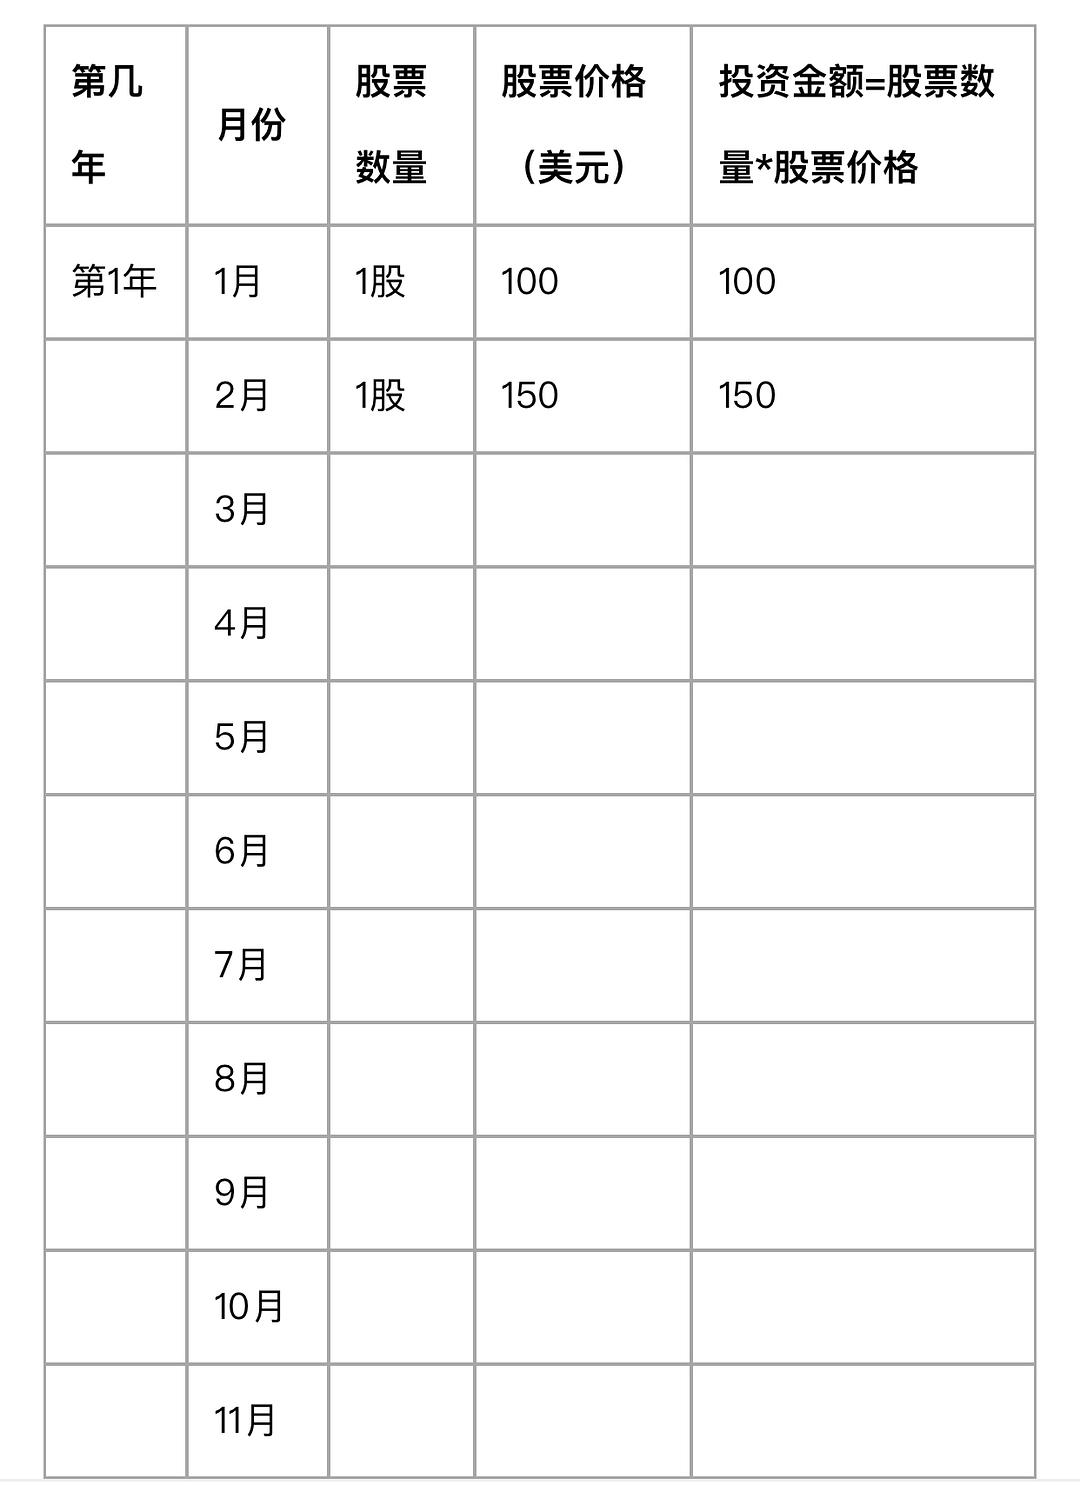 第几年 月份 股票数量 股票价格（美元） 投资金额=股票数量*股票价格
第1年 1月 1股 100 100
2月 1股 150 150
3月
4月
5月
6月
7月
8月
9月
10月
11月